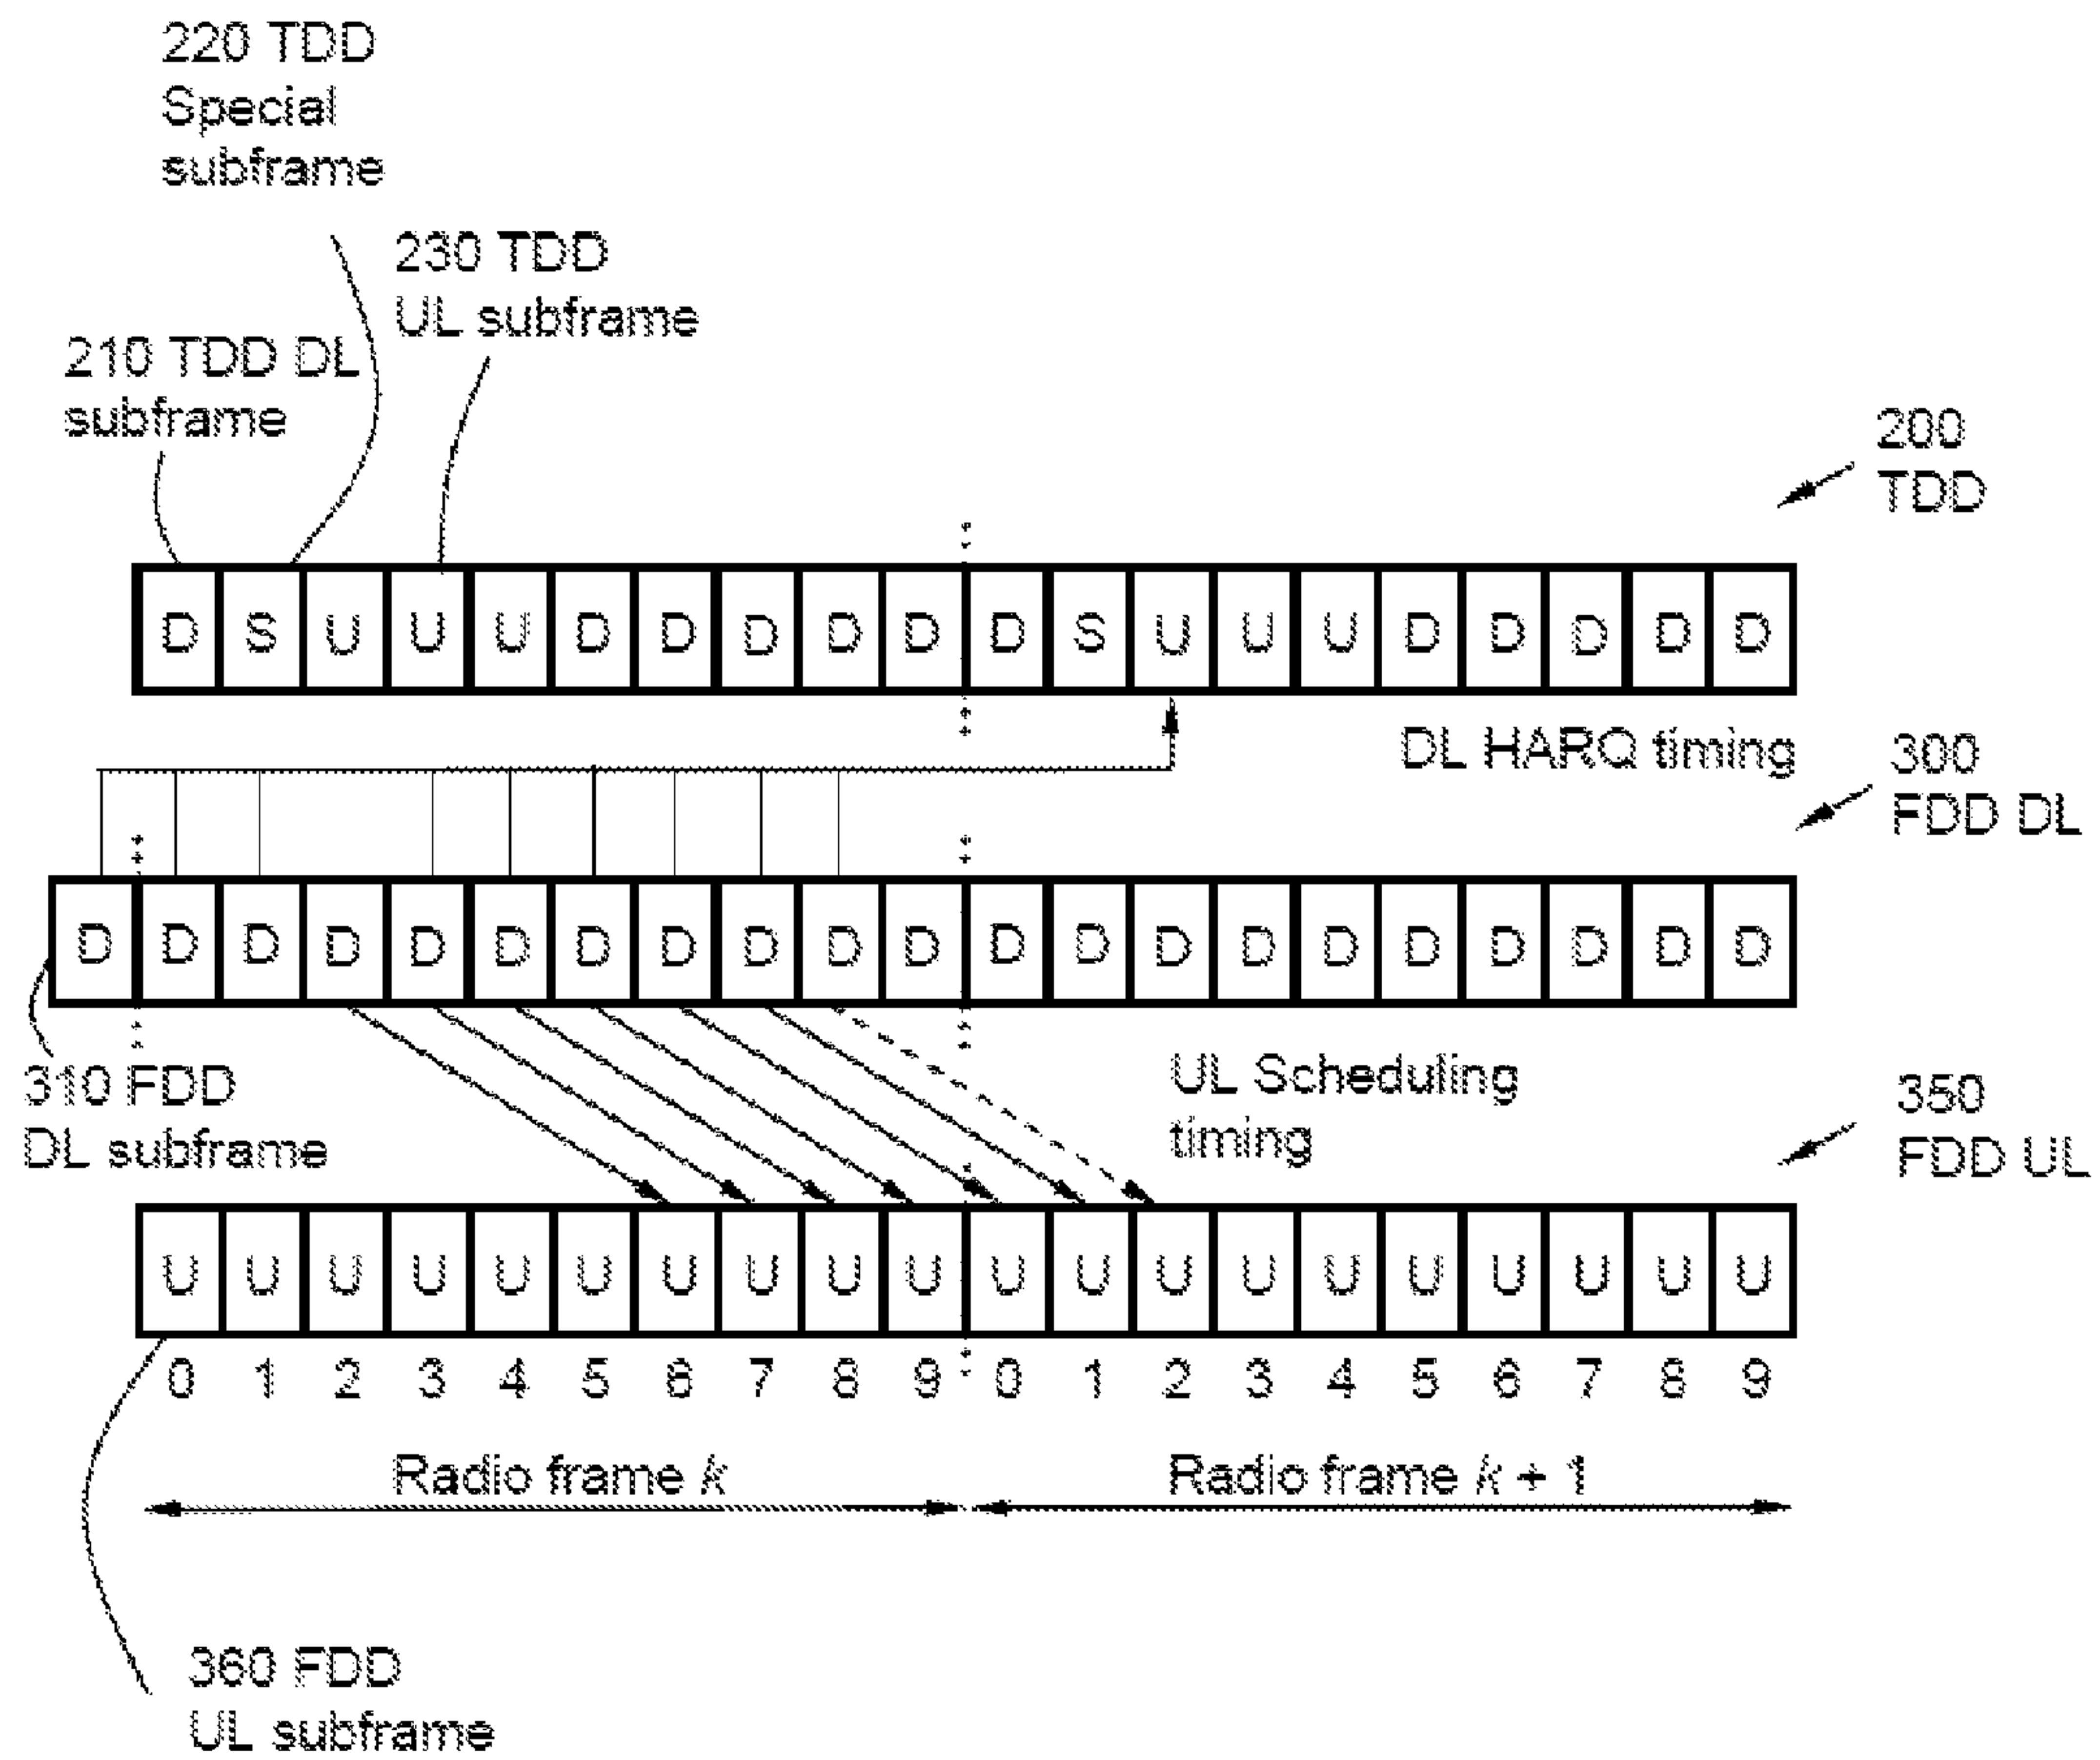 220 TDD
Special
subframe
230 TDD
UL subframe
210 TDD DL
subframe
200
TDD
D S U U U D D D D D D S U U U D D D D D
DL HARQ timing
300
FDD DL
D D D D D D D D D D D D D D D D D D D D D
310 FDD
DL subframe
UL Scheduling
timing
350
FDD UL
U U U U U U U U U U U U U U U U U U U U
0 1 2 3 4 5 6 7 8 9 0 1 2 3 4 5 6 7 8 9
Radio frame k
Radio frame k + 1
360 FDD
UL subframe